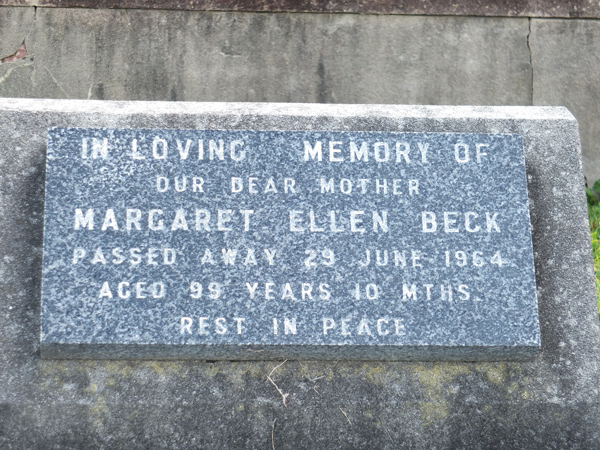 IN LOVING MEMORY OF
OUR DEAR MOTHER
MARGARET ELLEN BECK
PASSED AWAY 29 JUNE 1964
AGED 99 YEARS 10 MTHS.
REST IN PEACE